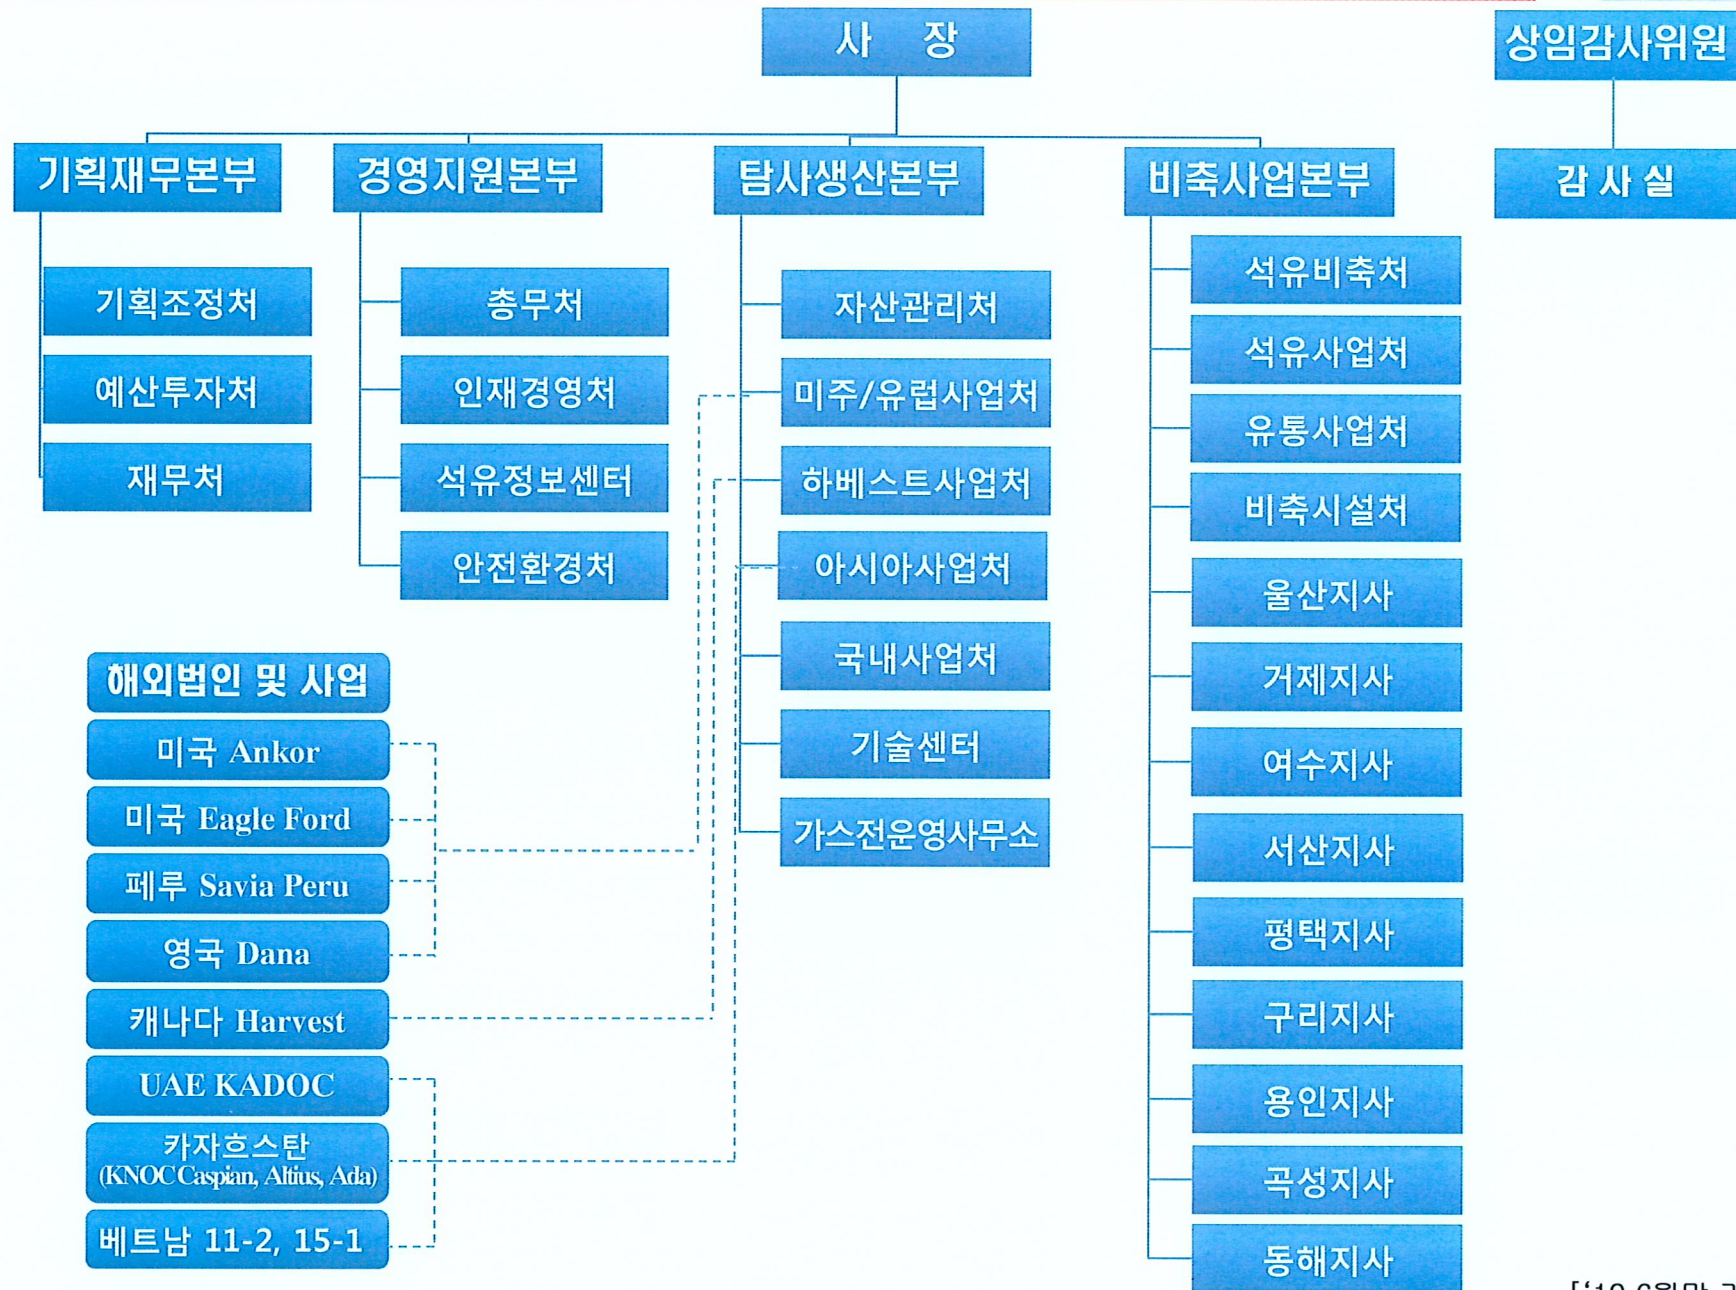 사 장
상임감사위원
기획재무본부
경영지원본부
탐사생산본부
비축사업본부
감 사 실
기획조정처
예산투자처
재무처
총무처
인재경영처
석유정보센터
안전환경처
자산관리처
미주/유럽사업처
하베스트사업처
아시아사업처
국내사업처
기술센터
가스전운영사무소
석유비축처
석유사업처
유통사업처
비축시설처
울산지사
거제지사
여수지사
서산지사
평택지사
구리지사
용인지사
곡성지사
동해지사
해외법인 및 사업
미국 Ankor
미국 Eagle Ford
페루 Savia Peru
영국 Dana
캐나다 Harvest
UAE KADOC
카자흐스탄
(KNOC Caspian, Altius, Ada)
베트남 11-2, 15-1